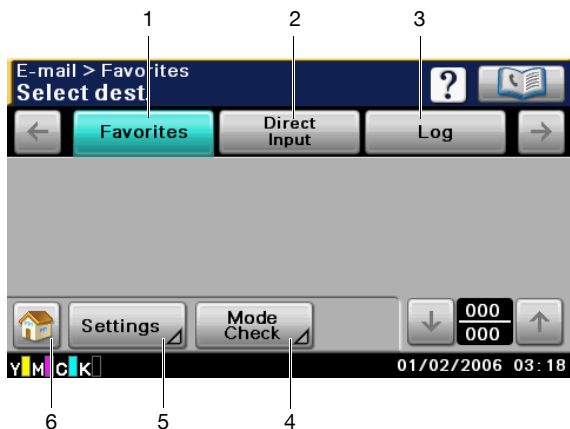 1 2 3
E-mail > Favorites
Select dest.
?
Favorites
Direct
Input
Log
Settings
Mode
Check
000
000
Y M C K
01/02/2006 03:18
6 5 4